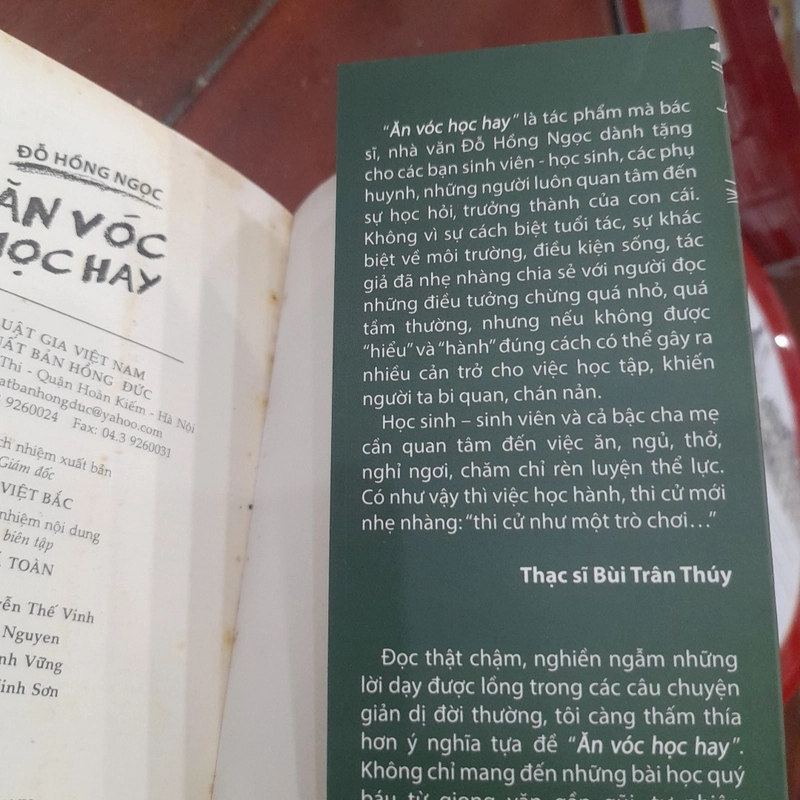 ĐỖ HỒNG NGỌC
ĂN VÓC
HỌC HAY
LUẬT GIA VIỆT NAM
XUẤT BẢN HỒNG ĐỨC
Thi - Quận Hoàn Kiếm - Hà Nội
atbanhongduc@yahoo.com
9260024 Fax: 04.3 9260031
nhiệm xuất bản
Giám đốc
VIỆT BẮC
nhiệm nội dung
biên tập
TOÀN
Thế Vinh
Nguyen
Vững
Sơn
"Ăn vóc học hay" là tác phẩm mà bác
sĩ, nhà văn Đỗ Hồng Ngọc dành tặng
cho các bạn sinh viên - học sinh, các phụ
huynh, những người luôn quan tâm đến
sự học hỏi, trưởng thành của con cái.
Không vì sự cách biệt tuổi tác, sự khác
biệt về môi trường, điều kiện sống, tác
giả đã nhẹ nhàng chia sẻ với người đọc
những điều tưởng chừng quá nhỏ, quá
tầm thường, nhưng nếu không được
"hiểu" và "hành" đúng cách có thể gây ra
nhiều cản trở cho việc học tập, khiến
người ta bi quan, chán nản.
Học sinh – sinh viên và cả bậc cha mẹ
cần quan tâm đến việc ăn, ngủ, thở,
nghỉ ngơi, chăm chỉ rèn luyện thể lực.
Có như vậy thì việc học hành, thi cử mới
nhẹ nhàng: "thi cử như một trò chơi..."
Thạc sĩ Bùi Trân Thúy
Đọc thật chậm, nghiền ngẫm những
lời dạy được lồng trong các câu chuyện
giản dị đời thường, tôi càng thấm thía
hơn ý nghĩa tựa đề "Ăn vóc học hay".
Không chỉ mang đến những bài học quý
báu từ giọng văn gần gũi, tự nhiên